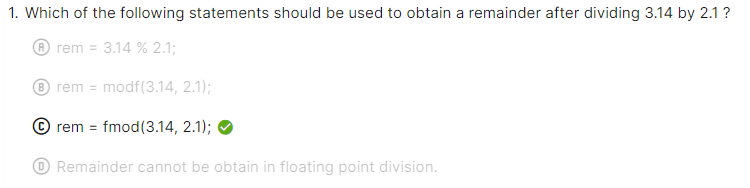 1. Which of the following statements should be used to obtain a remainder after dividing 3.14 by 2.1 ?
A rem = 3.14 % 2.1;
B rem = modf(3.14, 2.1);
C rem = fmod(3.14, 2.1);
D Remainder cannot be obtain in floating point division.